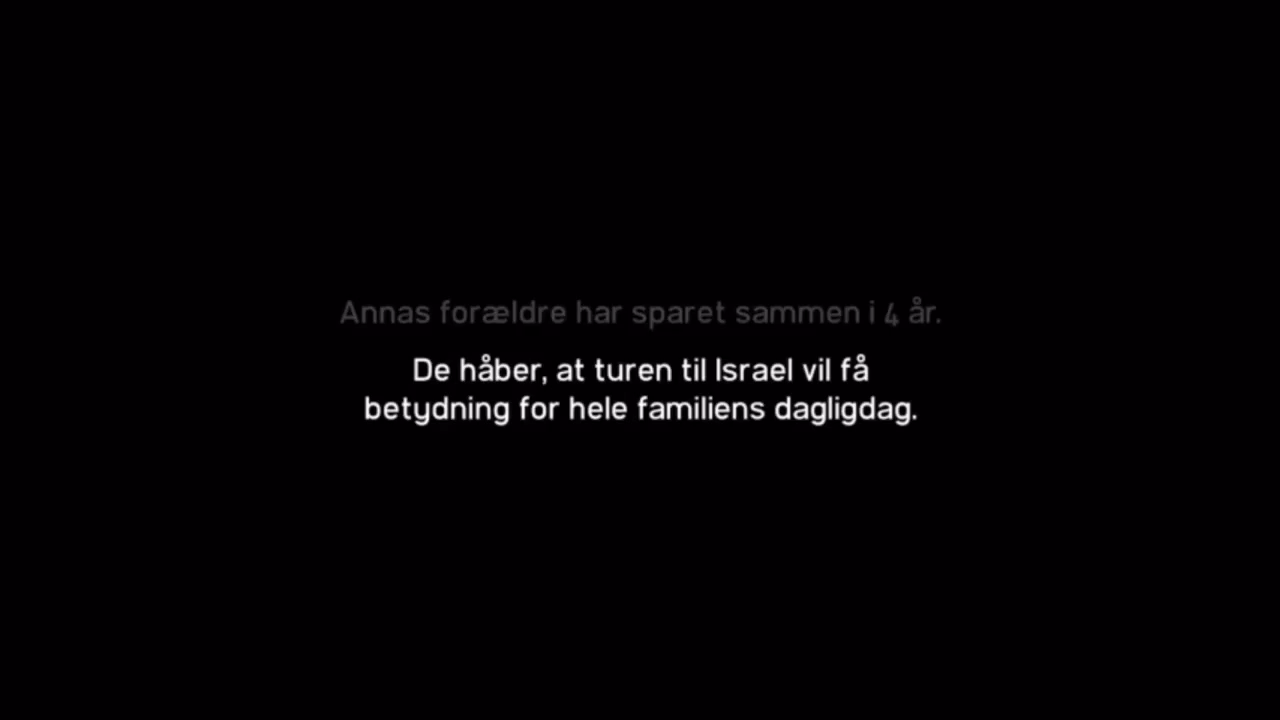 Annas forældre har sparet sammen i 4 år.
De håber, at turen til Israel vil få
betydning for hele familiens dagligdag.